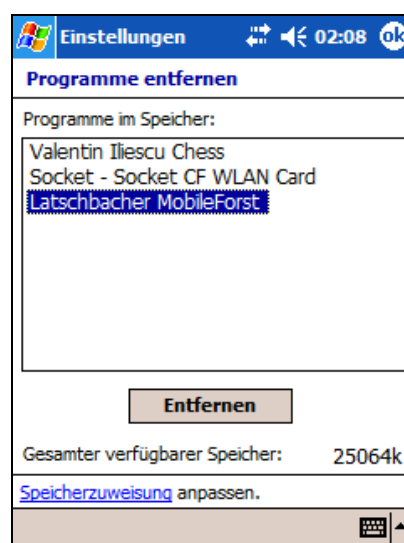 Einstellungen 02:08 ok
Programme entfernen
Programme im Speicher:
Valentin Iliescu Chess
Socket - Socket CF WLAN Card
Latschbacher MobileForst
Entfernen
Gesamter verfügbarer Speicher: 25064k
Speicherzuweisung anpassen.